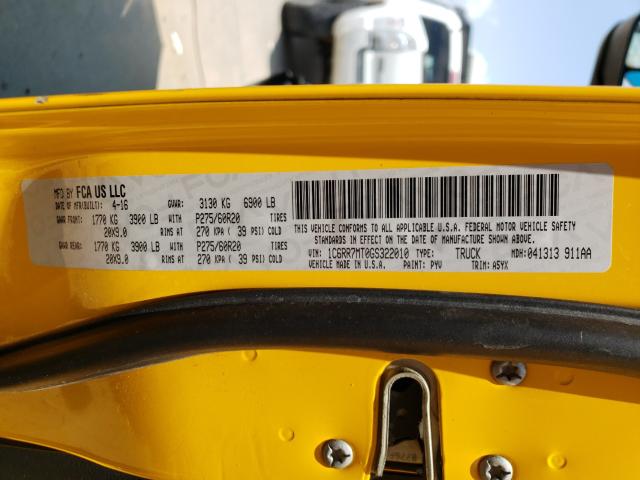 MFD BY FCA US LLC
DATE OF MFR(BUILT): 4-16 GVWR: 3130 KG 6900 LB
GAWR FRONT: 1770 KG 3900 LB WITH P275/60R20 TIRES
20X9.0 RIMS AT 270 KPA ( 39 PSI) COLD
GAWR REAR: 1770 KG 3900 LB WITH P275/60R20 TIRES
20X9.0 RIMS AT 270 KPA ( 39 PSI) COLD
THIS VEHICLE CONFORMS TO ALL APPLICABLE U.S.A. FEDERAL MOTOR VEHICLE SAFETY
STANDARDS IN EFFECT ON THE DATE OF MANUFACTURE SHOWN ABOVE.
VIN: 1C6RR7MT0GS322010 TYPE: TRUCK MDH: 041313 911AA
VEHICLE MADE IN U.S.A. PAINT: PYV TRIM: A5YX